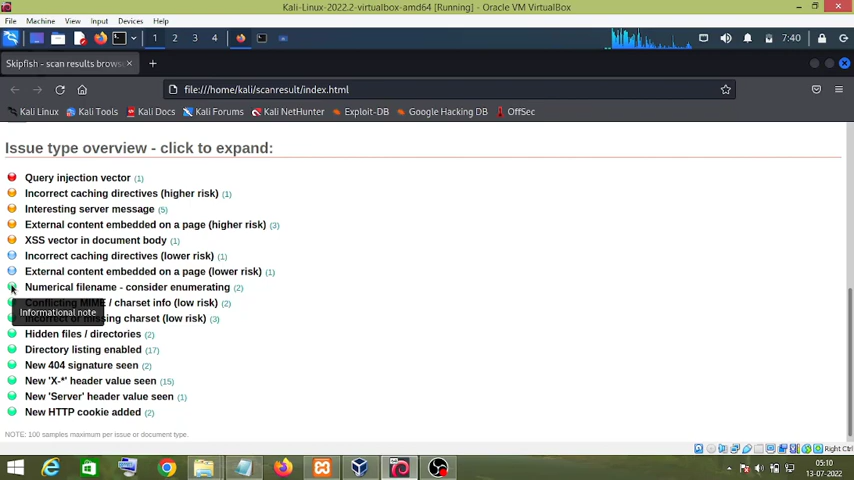 Kali-Linux-2022.2-virtualbox-amd64 [Running] - Oracle VM VirtualBox
File Machine View Input Devices Help
1 2 3 4 7:40
Skipfish - scan results brows
file:///home/kali/scanresult/index.html
Kali Linux Kali Tools Kali Docs Kali Forums Kali NetHunter Exploit-DB Google Hacking DB OffSec
Issue type overview - click to expand:
Query injection vector (1)
Incorrect caching directives (higher risk) (1)
Interesting server message (5)
External content embedded on a page (higher risk) (3)
XSS vector in document body (1)
Incorrect caching directives (lower risk) (1)
External content embedded on a page (lower risk) (1)
Numerical filename - consider enumerating (2)
Conflicting MIME / charset info (low risk) (2)
Informational note
Incorrect or missing charset (low risk) (3)
Hidden files / directories (2)
Directory listing enabled (17)
New 404 signature seen (2)
New 'X-*' header value seen (15)
New 'Server' header value seen (1)
New HTTP cookie added (2)
NOTE: 100 samples maximum per issue or document type.
Right Ctrl
05:10
13-07-2022